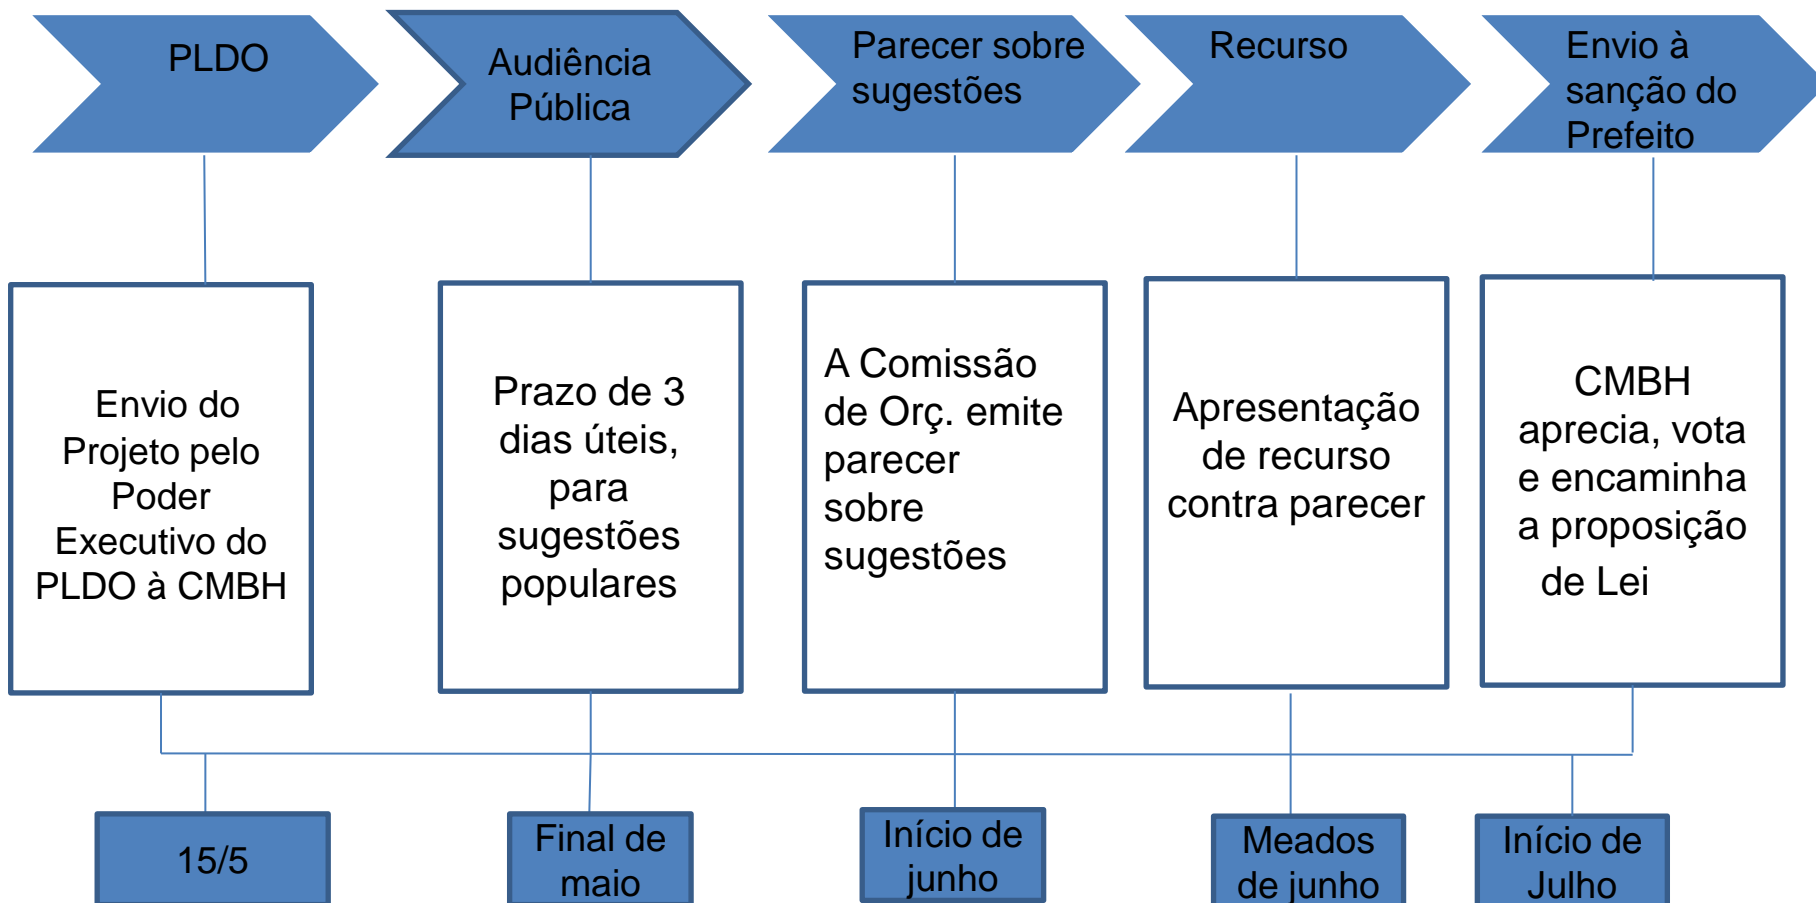 PLDO
Audiência
Pública
Parecer sobre
sugestões
Recurso
Envio à
sanção do
Prefeito
Envio do
Projeto pelo
Poder
Executivo do
PLDO à CMBH
Prazo de 3
dias úteis,
para
sugestões
populares
A Comissão
de Orç. emite
parecer
sobre
sugestões
Apresentação
de recurso
contra parecer
CMBH
aprecia, vota
e encaminha
a proposição
de Lei
15/5
Final de
maio
Início de
junho
Meados
de junho
Início de
Julho